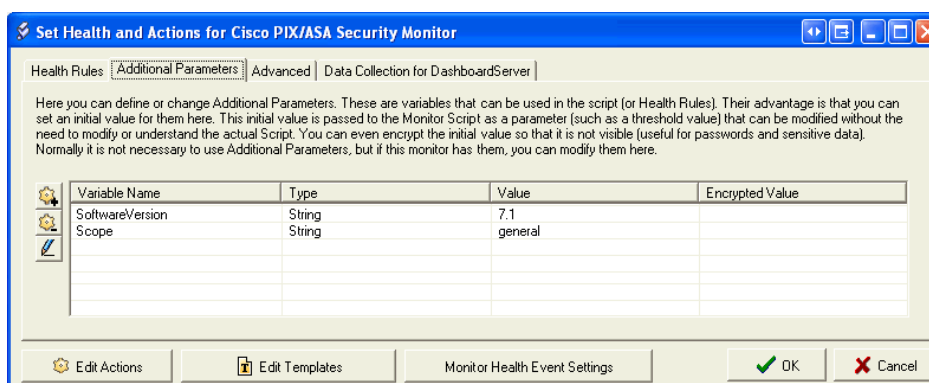 Set Health and Actions for Cisco PIX/ASA Security Monitor
Health Rules Additional Parameters Advanced Data Collection for DashboardServer
Here you can define or change Additional Parameters. These are variables that can be used in the script (or Health Rules). Their advantage is that you can
set an initial value for them here. This initial value is passed to the Monitor Script as a parameter (such as a threshold value) that can be modified without the
need to modify or understand the actual Script. You can even encrypt the initial value so that it is not visible (useful for passwords and sensitive data).
Normally it is not necessary to use Additional Parameters, but if this monitor has them, you can modify them here.
Variable Name Type Value Encrypted Value
SoftwareVersion String 7.1
Scope String general
Edit Actions Edit Templates Monitor Health Event Settings OK Cancel